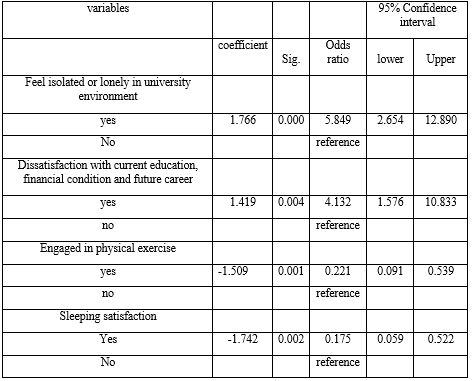 variables 95% Confidence
interval
coefficient Sig. Odds
ratio lower Upper
Feel isolated or lonely in university
environment
yes 1.766 0.000 5.849 2.654 12.890
No reference
Dissatisfaction with current education,
financial condition and future career
yes 1.419 0.004 4.132 1.576 10.833
no reference
Engaged in physical exercise
yes -1.509 0.001 0.221 0.091 0.539
no reference
Sleeping satisfaction
Yes -1.742 0.002 0.175 0.059 0.522
No reference